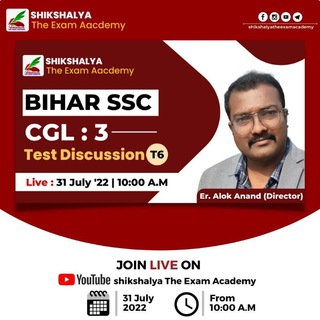 SHIKSHALYA
The Exam Aacdemy
shikshalyatheexamacademy
SHIKSHALYA
The Exam Aacdemy
BIHAR SSC
CGL : 3
Test Discussion T6
Live : 31 July '22 | 10:00 A.M
Er. Alok Anand (Director)
JOIN LIVE ON
YouTube shikshalya The Exam Academy
31 July
2022
From
10:00 A.M